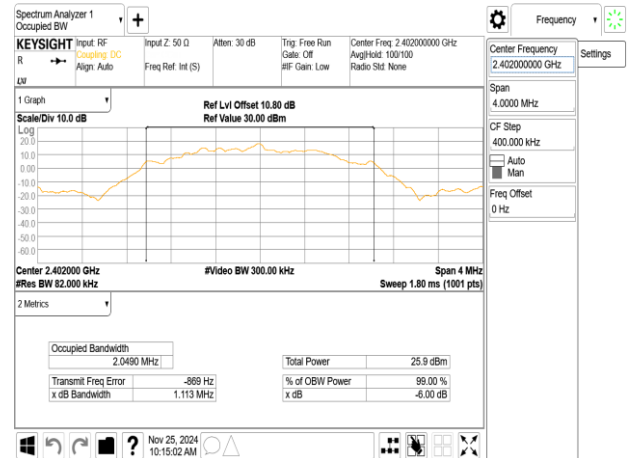 Spectrum Analyzer 1
Occupied BW
+
Frequency
KEYSIGHT
R
LXI
Input: RF
Coupling: DC
Align: Auto
Input Z: 50 Ω
Freq Ref: Int (S)
Atten: 30 dB
Trig: Free Run
Gate: Off
#IF Gain: Low
Center Freq: 2.402000000 GHz
Avg|Hold: 100/100
Radio Std: None
Center Frequency
2.402000000 GHz
Settings
Span
4.0000 MHz
CF Step
400.000 kHz
Auto
Man
Freq Offset
0 Hz
1 Graph
Scale/Div 10.0 dB
Ref Lvl Offset 10.80 dB
Ref Value 30.00 dBm
Log
20.0
10.0
0.00
-10.0
-20.0
-30.0
-40.0
-50.0
-60.0
Center 2.402000 GHz
#Res BW 82.000 kHz
#Video BW 300.00 kHz
Span 4 MHz
Sweep 1.80 ms (1001 pts)
2 Metrics
Occupied Bandwidth
2.0490 MHz
Total Power 25.9 dBm
Transmit Freq Error -869 Hz
% of OBW Power 99.00 %
x dB Bandwidth 1.113 MHz
x dB -6.00 dB
?
Nov 25, 2024
10:15:02 AM